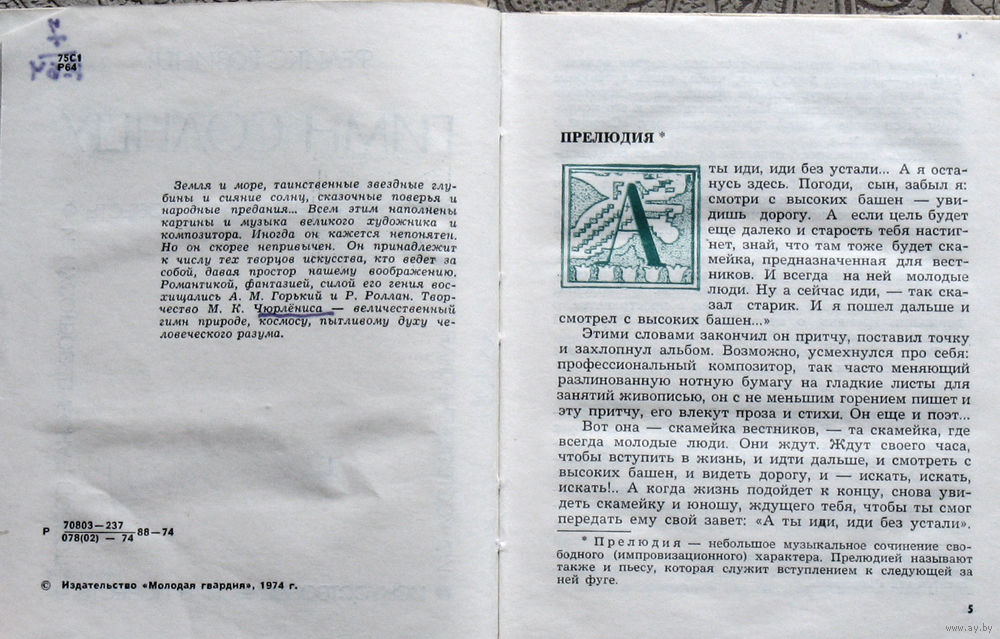 75С1
Р64
Земля и море, таинственные звездные глу-
бины и сияние солнц, сказочные поверья и
народные предания... Всем этим наполнены
картины и музыка великого художника и
композитора. Иногда он кажется непонятен.
Но он скорее непривычен. Он принадлежит
к числу тех творцов искусства, кто ведет за
собой, давая простор нашему воображению.
Романтикой, фантазией, силой его гения вос-
хищались А. М. Горький и Р. Роллан. Твор-
чество М. К. Чюрлёниса — величественный
гимн природе, космосу, пытливому духу че-
ловеческого разума.
Р 70803—237
078(02) — 74 88—74
© Издательство «Молодая гвардия», 1974 г.
ПРЕЛЮДИЯ *
А ты иди, иди без устали... А я оста-
нусь здесь. Погоди, сын, забыл я:
смотри с высоких башен — уви-
дишь дорогу. А если цель будет
еще далеко и старость тебя настиг-
нет, знай, что там тоже будет ска-
мейка, предназначенная для вест-
ников. И всегда на ней молодые
люди. Ну а сейчас иди, — так ска-
зал старик. И я пошел дальше и
смотрел с высоких башен...»
Этими словами закончил он притчу, поставил точку
и захлопнул альбом. Возможно, усмехнулся про себя:
профессиональный композитор, так часто меняющий
разлинованную нотную бумагу на гладкие листы для
занятий живописью, он с не меньшим горением пишет и
эту притчу, его влекут проза и стихи. Он еще и поэт...
Вот она — скамейка вестников, — та скамейка, где
всегда молодые люди. Они ждут. Ждут своего часа,
чтобы вступить в жизнь, и идти дальше, и смотреть с
высоких башен, и видеть дорогу, и — искать, искать,
искать!.. А когда жизнь подойдет к концу, снова уви-
деть скамейку и юношу, ждущего тебя, чтобы ты смог
передать ему свой завет: «А ты иди, иди без устали».
* Прелюдия — небольшое музыкальное сочинение сво-
бодного (импровизационного) характера. Прелюдией называют
также и пьесу, которая служит вступлением к следующей за
ней фуге.
5
www.ay.by